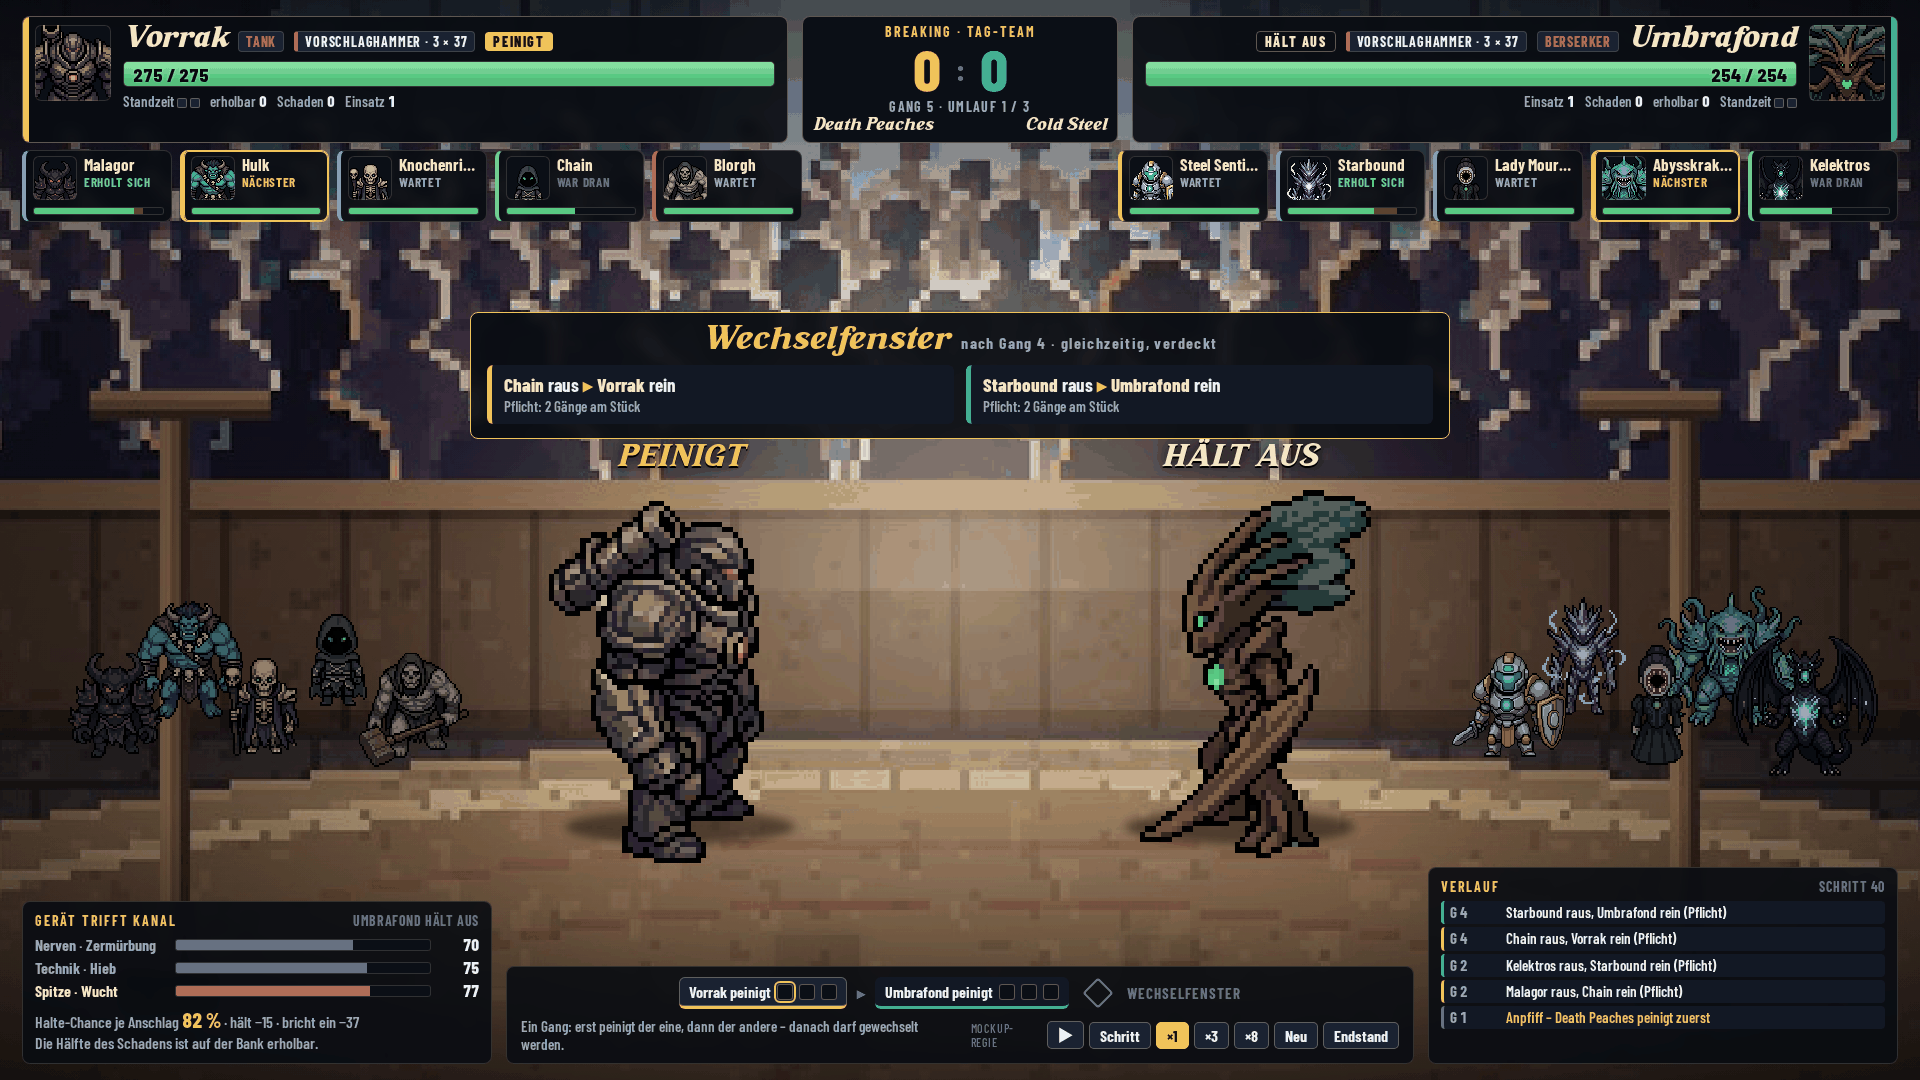 Vorrak TANK VORSCHLAGHAMMER · 3 × 37 PEINIGT
275 / 275
Standzeit erholbar 0 Schaden 0 Einsatz 1
BREAKING · TAG-TEAM
0 : 0
GANG 5 · UMLAUF 1 / 3
Death Peaches Cold Steel
HÄLT AUS VORSCHLAGHAMMER · 3 × 37 BERSERKER Umbrafond
254 / 254
Einsatz 1 Schaden 0 erholbar 0 Standzeit
Malagor
ERHOLT SICH
Hulk
NÄCHSTER
Knochenri...
WARTET
Chain
WAR DRAN
Blorgh
WARTET
Steel Senti...
WARTET
Starbound
ERHOLT SICH
Lady Mour...
WARTET
Abysskrak...
NÄCHSTER
Kelektros
WAR DRAN
Wechselfenster nach Gang 4 · gleichzeitig, verdeckt
Chain raus ▸ Vorrak rein
Pflicht: 2 Gänge am Stück
Starbound raus ▸ Umbrafond rein
Pflicht: 2 Gänge am Stück
PEINIGT
HÄLT AUS
GERÄT TRIFFT KANAL UMBRAFOND HÄLT AUS
Nerven · Zermürbung 70
Technik · Hieb 75
Spitze · Wucht 77
Halte-Chance je Anschlag 82 % · hält −15 · bricht ein −37
Die Hälfte des Schadens ist auf der Bank erholbar.
Vorrak peinigt ▸ Umbrafond peinigt WECHSELFENSTER
Ein Gang: erst peinigt der eine, dann der andere – danach darf gewechselt
werden.
MOCKUP-
REGIE
▶ Schritt ×1 ×3 ×8 Neu Endstand
VERLAUF SCHRITT 40
G 4 Starbound raus, Umbrafond rein (Pflicht)
G 4 Chain raus, Vorrak rein (Pflicht)
G 2 Kelektros raus, Starbound rein (Pflicht)
G 2 Malagor raus, Chain rein (Pflicht)
G 1 Anpfiff – Death Peaches peinigt zuerst